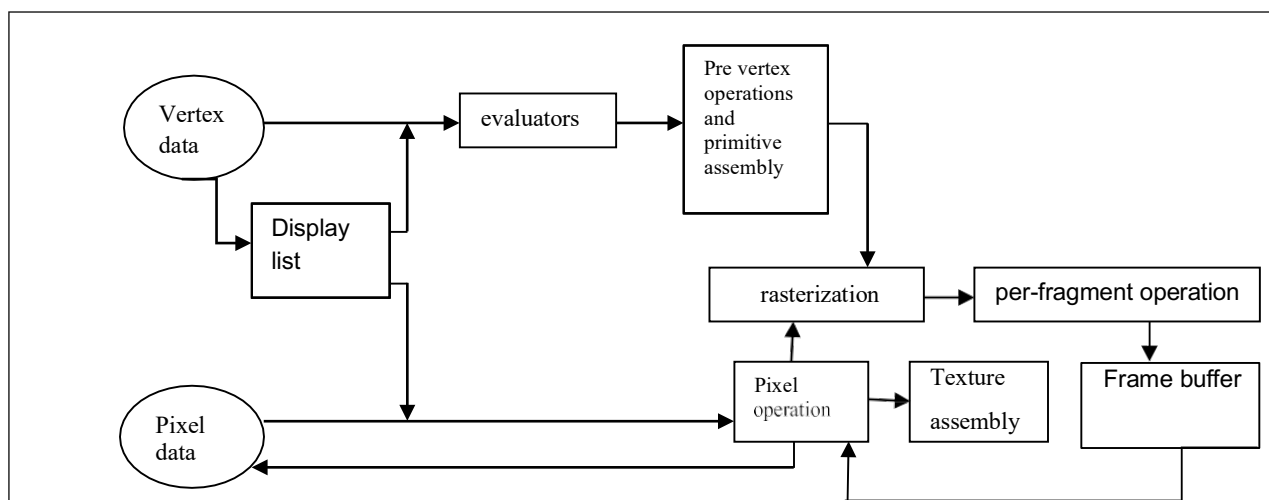 Vertex
data
evaluators
Pre vertex
operations
and
primitive
assembly
Display
list
rasterization
per-fragment operation
Pixel
operation
Texture
assembly
Frame buffer
Pixel
data